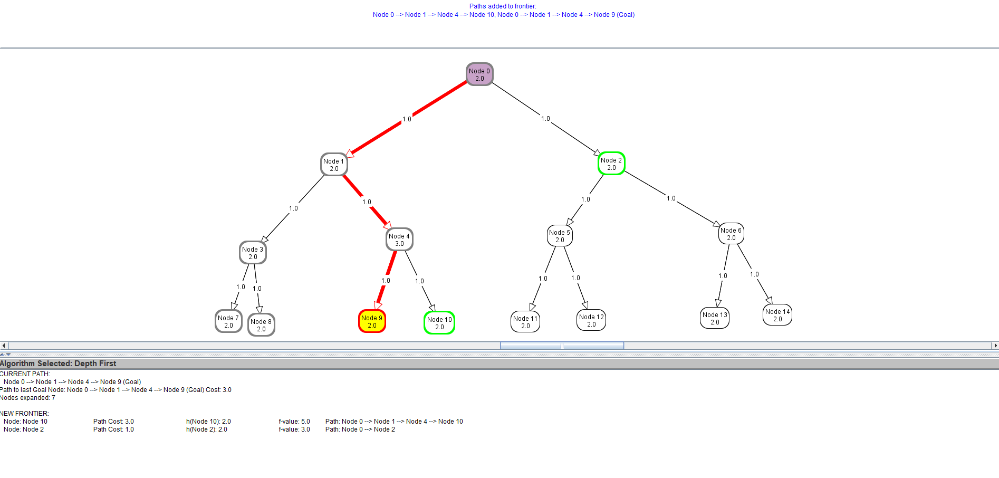 Paths added to frontier:
Node 0 --> Node 1 --> Node 4 --> Node 10, Node 0 --> Node 1 --> Node 4 --> Node 9 (Goal)
Node 0
2.0
1.0
1.0
Node 1
2.0
Node 2
2.0
1.0
1.0
1.0
1.0
Node 3
2.0
Node 4
3.0
Node 5
2.0
Node 6
2.0
1.0
1.0
1.0
1.0
1.0
1.0
1.0
1.0
Node 7
2.0
Node 8
2.0
Node 9
2.0
Node 10
2.0
Node 11
2.0
Node 12
2.0
Node 13
2.0
Node 14
2.0
Algorithm Selected: Depth First
CURRENT PATH:
Node 0 --> Node 1 --> Node 4 --> Node 9 (Goal)
Path to last Goal Node: Node 0 --> Node 1 --> Node 4 --> Node 9 (Goal) Cost: 3.0
Nodes expanded: 7
NEW FRONTIER:
Node: Node 10 Path Cost: 3.0 h(Node 10): 2.0 f-value: 5.0 Path: Node 0 --> Node 1 --> Node 4 --> Node 10
Node: Node 2 Path Cost: 1.0 h(Node 2): 2.0 f-value: 3.0 Path: Node 0 --> Node 2